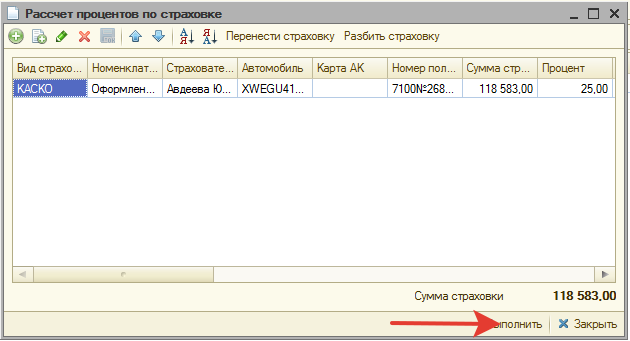 Рассчет процентов по страховке
Перенести страховку Разбить страховку
Вид страхо... Номенклат... Страховате... Автомобиль Карта АК Номер пол... Сумма стр... Процент
КАСКО Оформлен... Авдеева Ю... XWEGU41... 7100№268... 118 583,00 25,00
Сумма страховки 118 583,00
ыполнить Закрыть